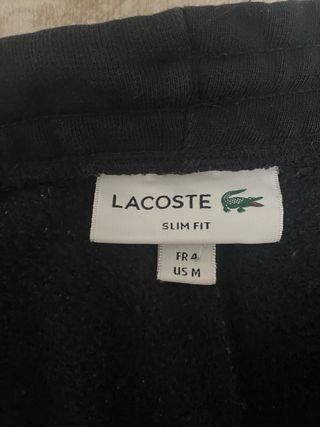 LACOSTE
SLIM FIT
FR 4
US M